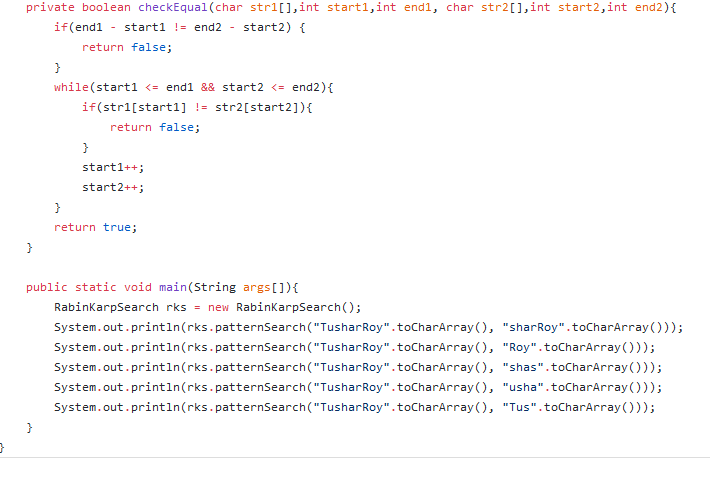 private boolean checkEqual(char str1[],int start1,int end1, char str2[],int start2,int end2){
if(end1 - start1 != end2 - start2) {
return false;
}
while(start1 <= end1 && start2 <= end2){
if(str1[start1] != str2[start2]){
return false;
}
start1++;
start2++;
}
return true;
}
public static void main(String args[]){
RabinKarpSearch rks = new RabinKarpSearch();
System.out.println(rks.patternSearch("TusharRoy".toCharArray(), "sharRoy".toCharArray()));
System.out.println(rks.patternSearch("TusharRoy".toCharArray(), "Roy".toCharArray()));
System.out.println(rks.patternSearch("TusharRoy".toCharArray(), "shas".toCharArray()));
System.out.println(rks.patternSearch("TusharRoy".toCharArray(), "usha".toCharArray()));
System.out.println(rks.patternSearch("TusharRoy".toCharArray(), "Tus".toCharArray()));
}
}